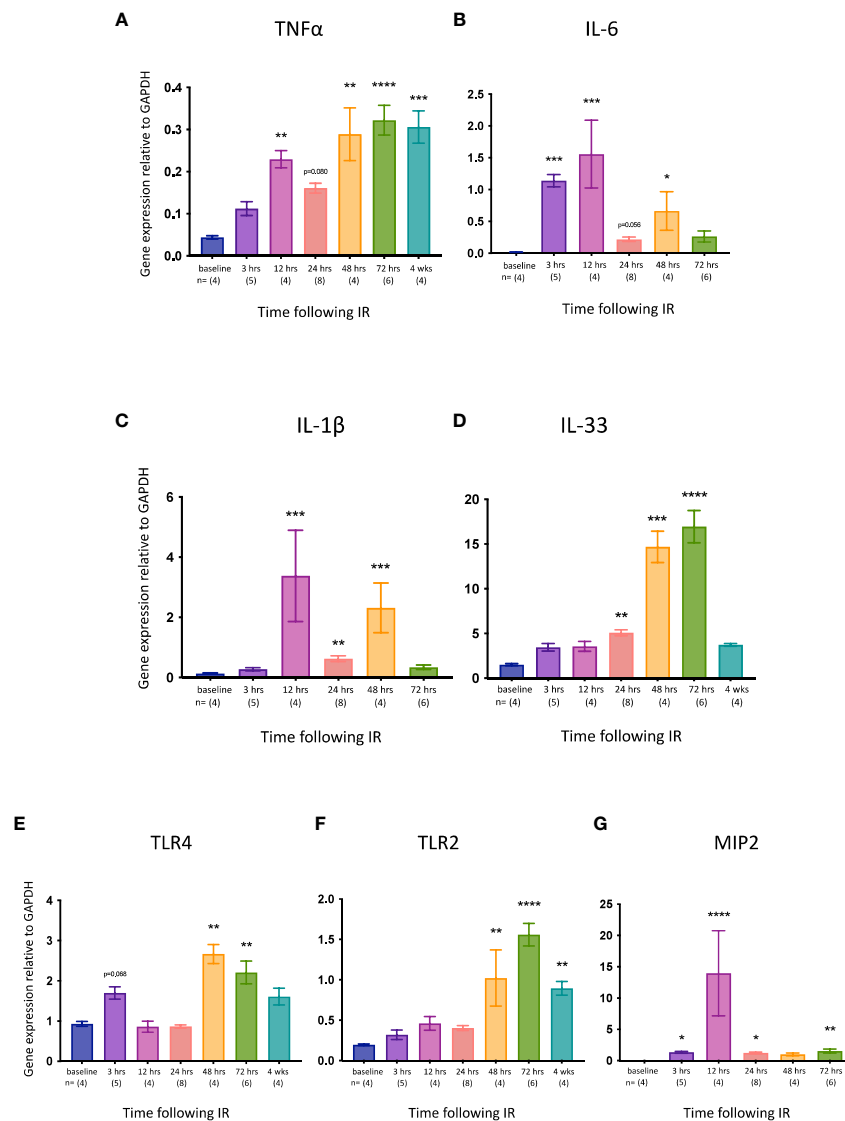 A
TNFα
Gene expression relative to GAPDH
0.4
0.3
0.2
0.1
0.0
**
p=0.080
**
****
***
baseline 3 hrs 12 hrs 24 hrs 48 hrs 72 hrs 4 wks
n= (4) (5) (4) (8) (4) (6) (4)
Time following IR
B
IL-6
2.5
2.0
1.5
1.0
0.5
0.0
***
***
p=0.056
*
baseline 3 hrs 12 hrs 24 hrs 48 hrs 72 hrs
n= (4) (5) (4) (8) (4) (6)
Time following IR
C
IL-1β
Gene expression relative to GAPDH
6
4
2
0
***
**
***
baseline 3 hrs 12 hrs 24 hrs 48 hrs 72 hrs
n= (4) (5) (4) (8) (4) (6)
Time following IR
D
IL-33
20
15
10
5
0
**
***
****
baseline 3 hrs 12 hrs 24 hrs 48 hrs 72 hrs 4 wks
n= (4) (5) (4) (8) (4) (6) (4)
Time following IR
E
TLR4
Gene expression relative to GAPDH
4
3
2
1
0
p=0.068
**
**
baseline 3 hrs 12 hrs 24 hrs 48 hrs 72 hrs 4 wks
n= (4) (5) (4) (8) (4) (6) (4)
Time following IR
F
TLR2
2.0
1.5
1.0
0.5
0.0
**
****
**
baseline 3 hrs 12 hrs 24 hrs 48 hrs 72 hrs 4 wks
n= (4) (5) (4) (8) (4) (6) (4)
Time following IR
G
MIP2
25
20
15
10
5
0
*
****
*
**
baseline 3 hrs 12 hrs 24 hrs 48 hrs 72 hrs
n= (4) (5) (4) (8) (4) (6)
Time following IR